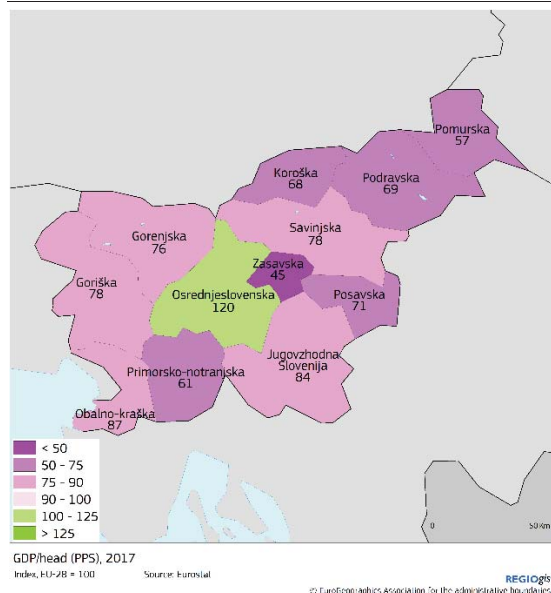 Pomurska
57
Koroška
68
Podravska
69
Savinjska
78
Gorenjska
76
Zasavska
45
Goriška
78
Osrednjeslovenska
120
Posavska
71
Jugovzhodna
Slovenija
84
Primorsko-notranjska
61
Obalno-kraška
87
< 50
50 - 75
75 - 90
90 - 100
100 - 125
> 125
0 50 Km
GDP/head (PPS), 2017
Index, EU-28 = 100 Source: Eurostat
REGIOgis
© EuroGeographics Association for the administrative boundaries